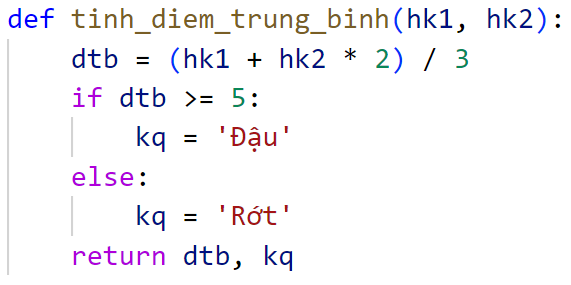 def tinh_diem_trung_binh(hk1, hk2):
    dtb = (hk1 + hk2 * 2) / 3
    if dtb >= 5:
        kq = 'Đậu'
    else:
        kq = 'Rớt'
    return dtb, kq